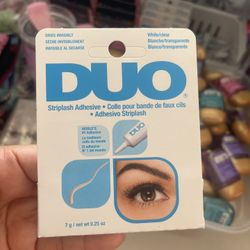 DRIES INVISIBLY
SÈCHE INVISIBLEMENT
INVISIBLE AL SECARSE
White/clear
Blanche/transparente
Blanco/transparente
DUO
Striplash Adhesive • Colle pour bande de faux cils
• Adhesivo Striplash
7 g / net wt 0.25 oz